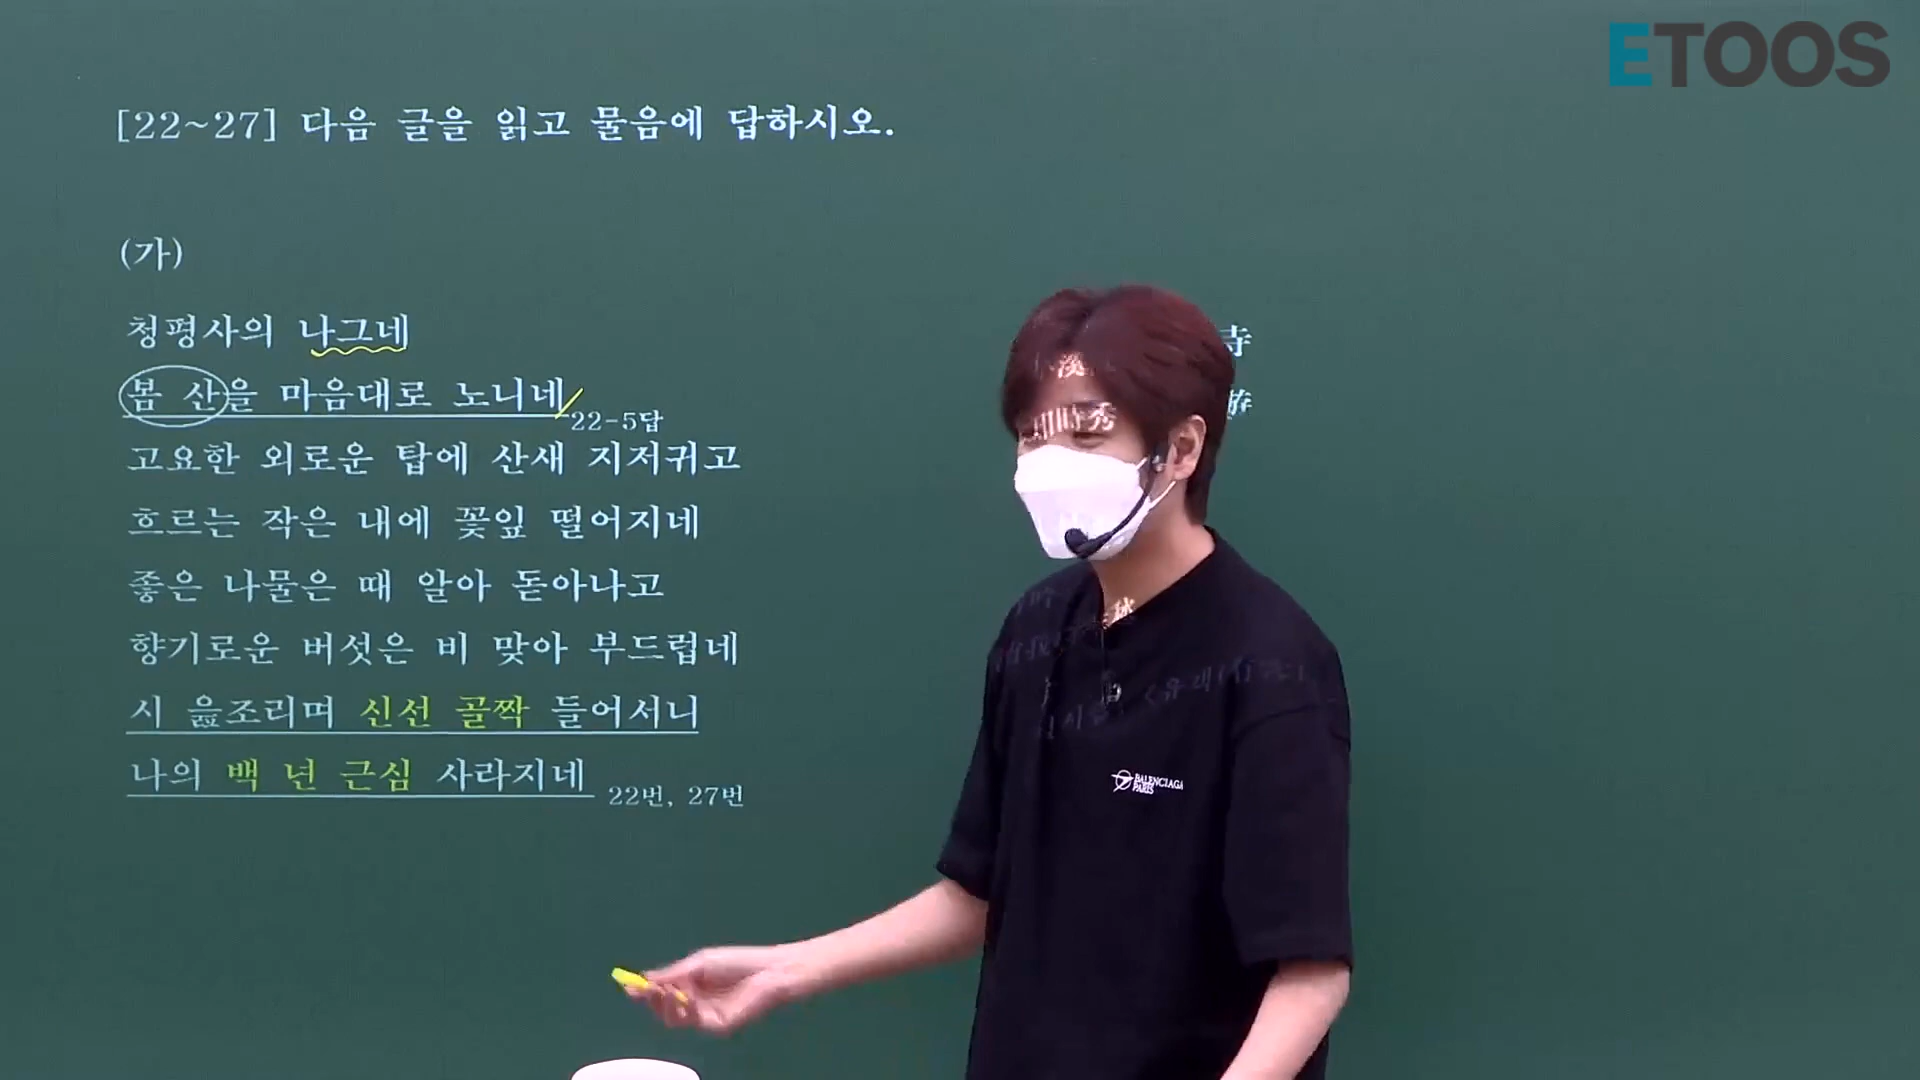 ETOOS
[22~27] 다음 글을 읽고 물음에 답하시오.
(가)
청평사의 나그네
봄 산을 마음대로 노니네
22-5답
고요한 외로운 탑에 산새 지저귀고
흐르는 작은 내에 꽃잎 떨어지네
좋은 나물은 때 알아 돋아나고
향기로운 버섯은 비 맞아 부드럽네
시 읊조리며 신선 골짝 들어서니
나의 백 년 근심 사라지네
22번, 27번
寺
游
溪
時秀
BALENCIAGA
PARIS